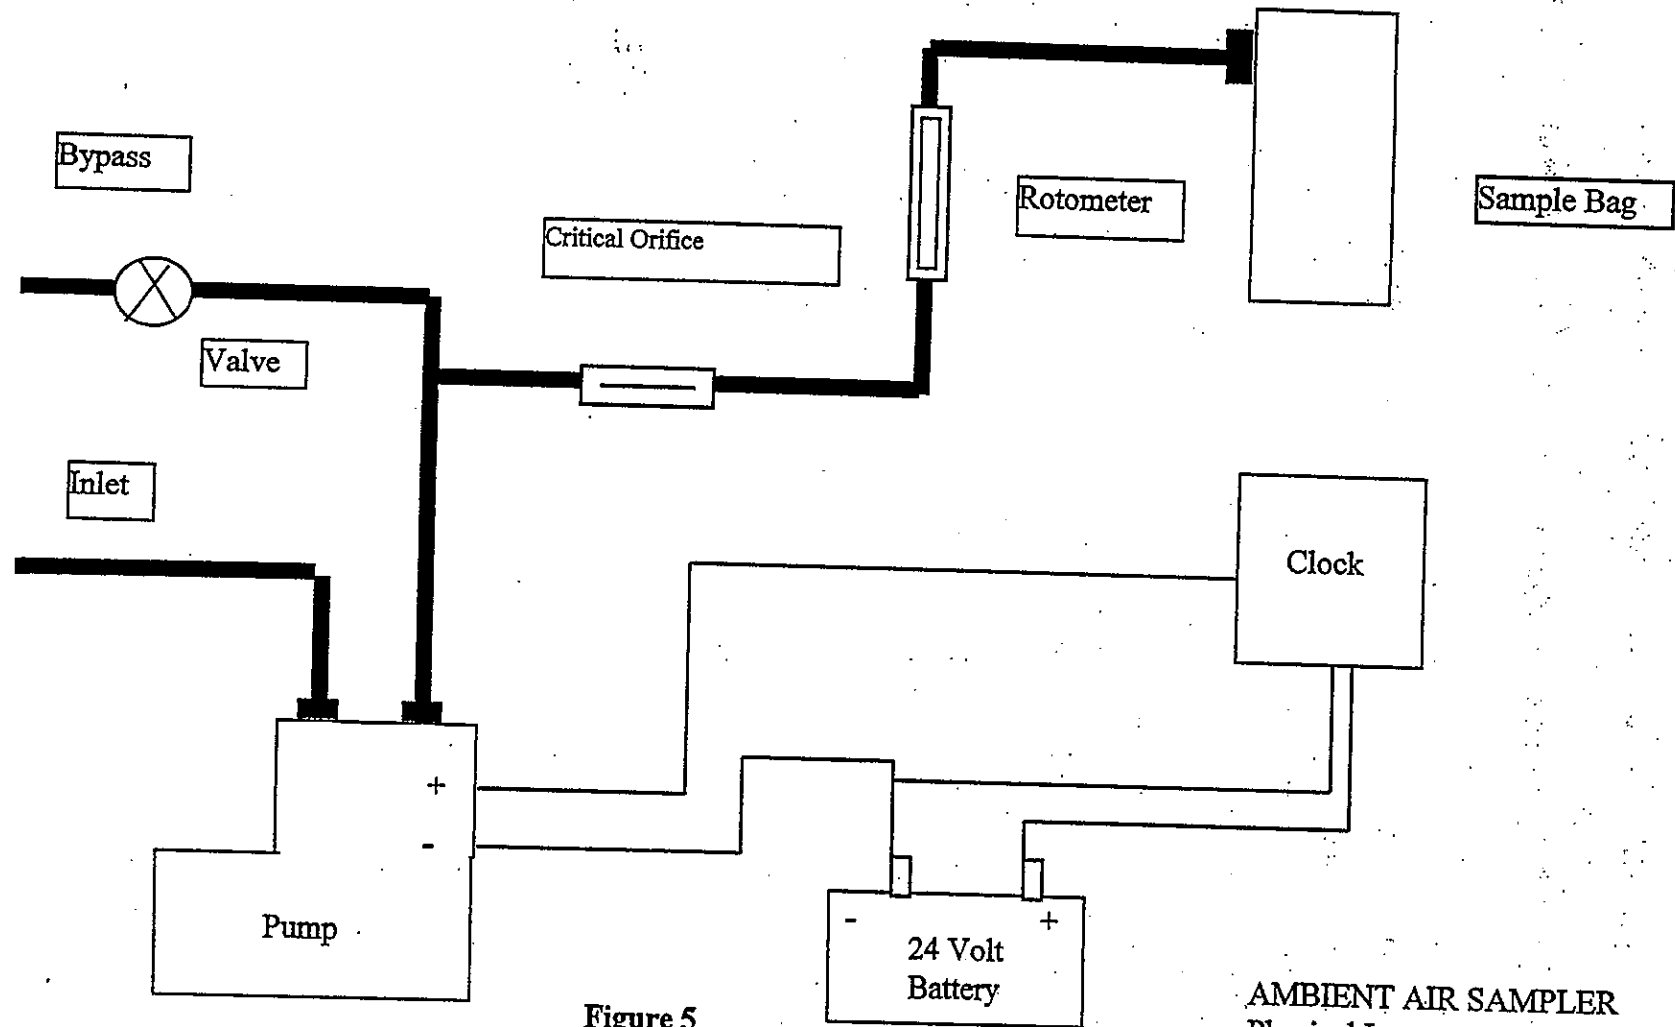 Bypass
Critical Orifice
Rotometer
Sample Bag
Valve
Inlet
Clock
+
-
Pump
- +
24 Volt
Battery
Figure 5
AMBIENT AIR SAMPLER